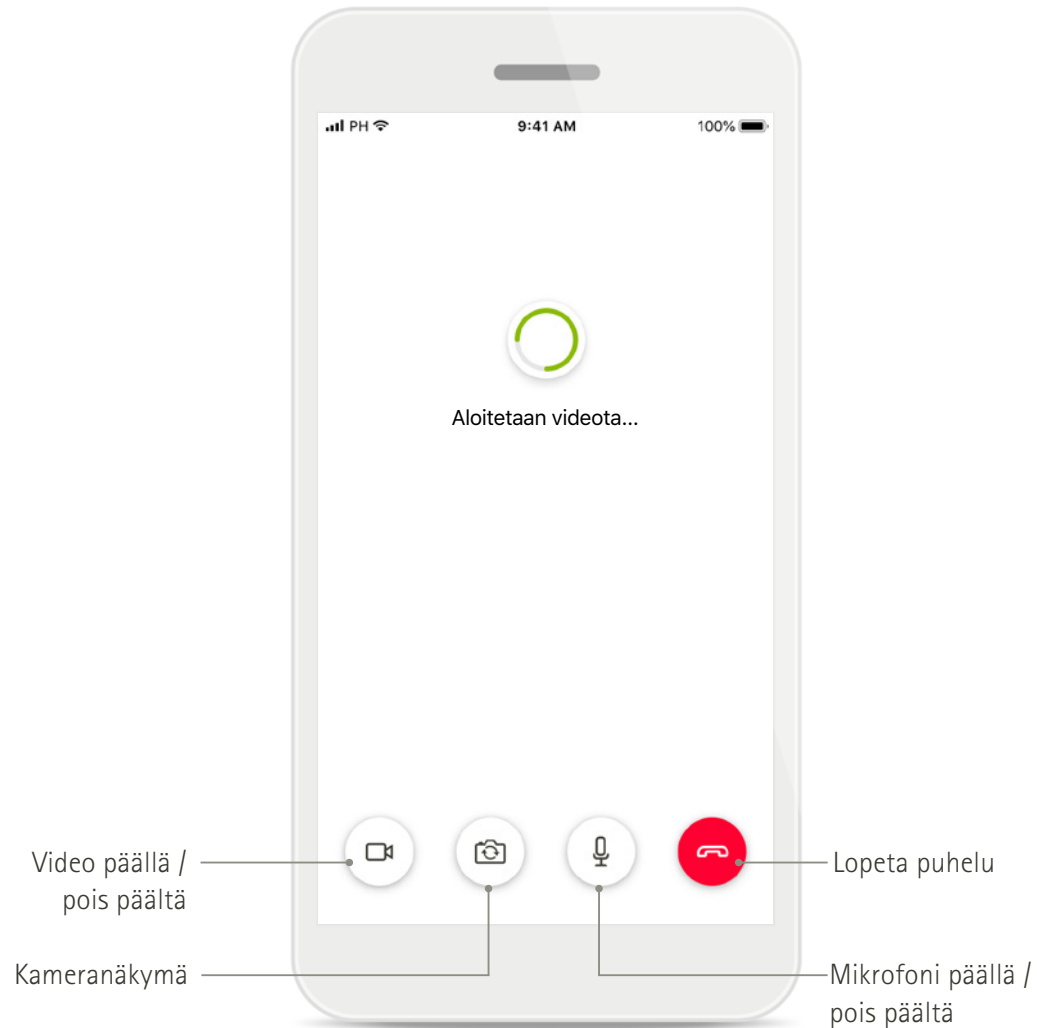 PH
9:41 AM
100%
Aloitetaan videota...
Video päällä /
pois päältä
Lopeta puhelu
Kameranäkymä
Mikrofoni päällä /
pois päältä